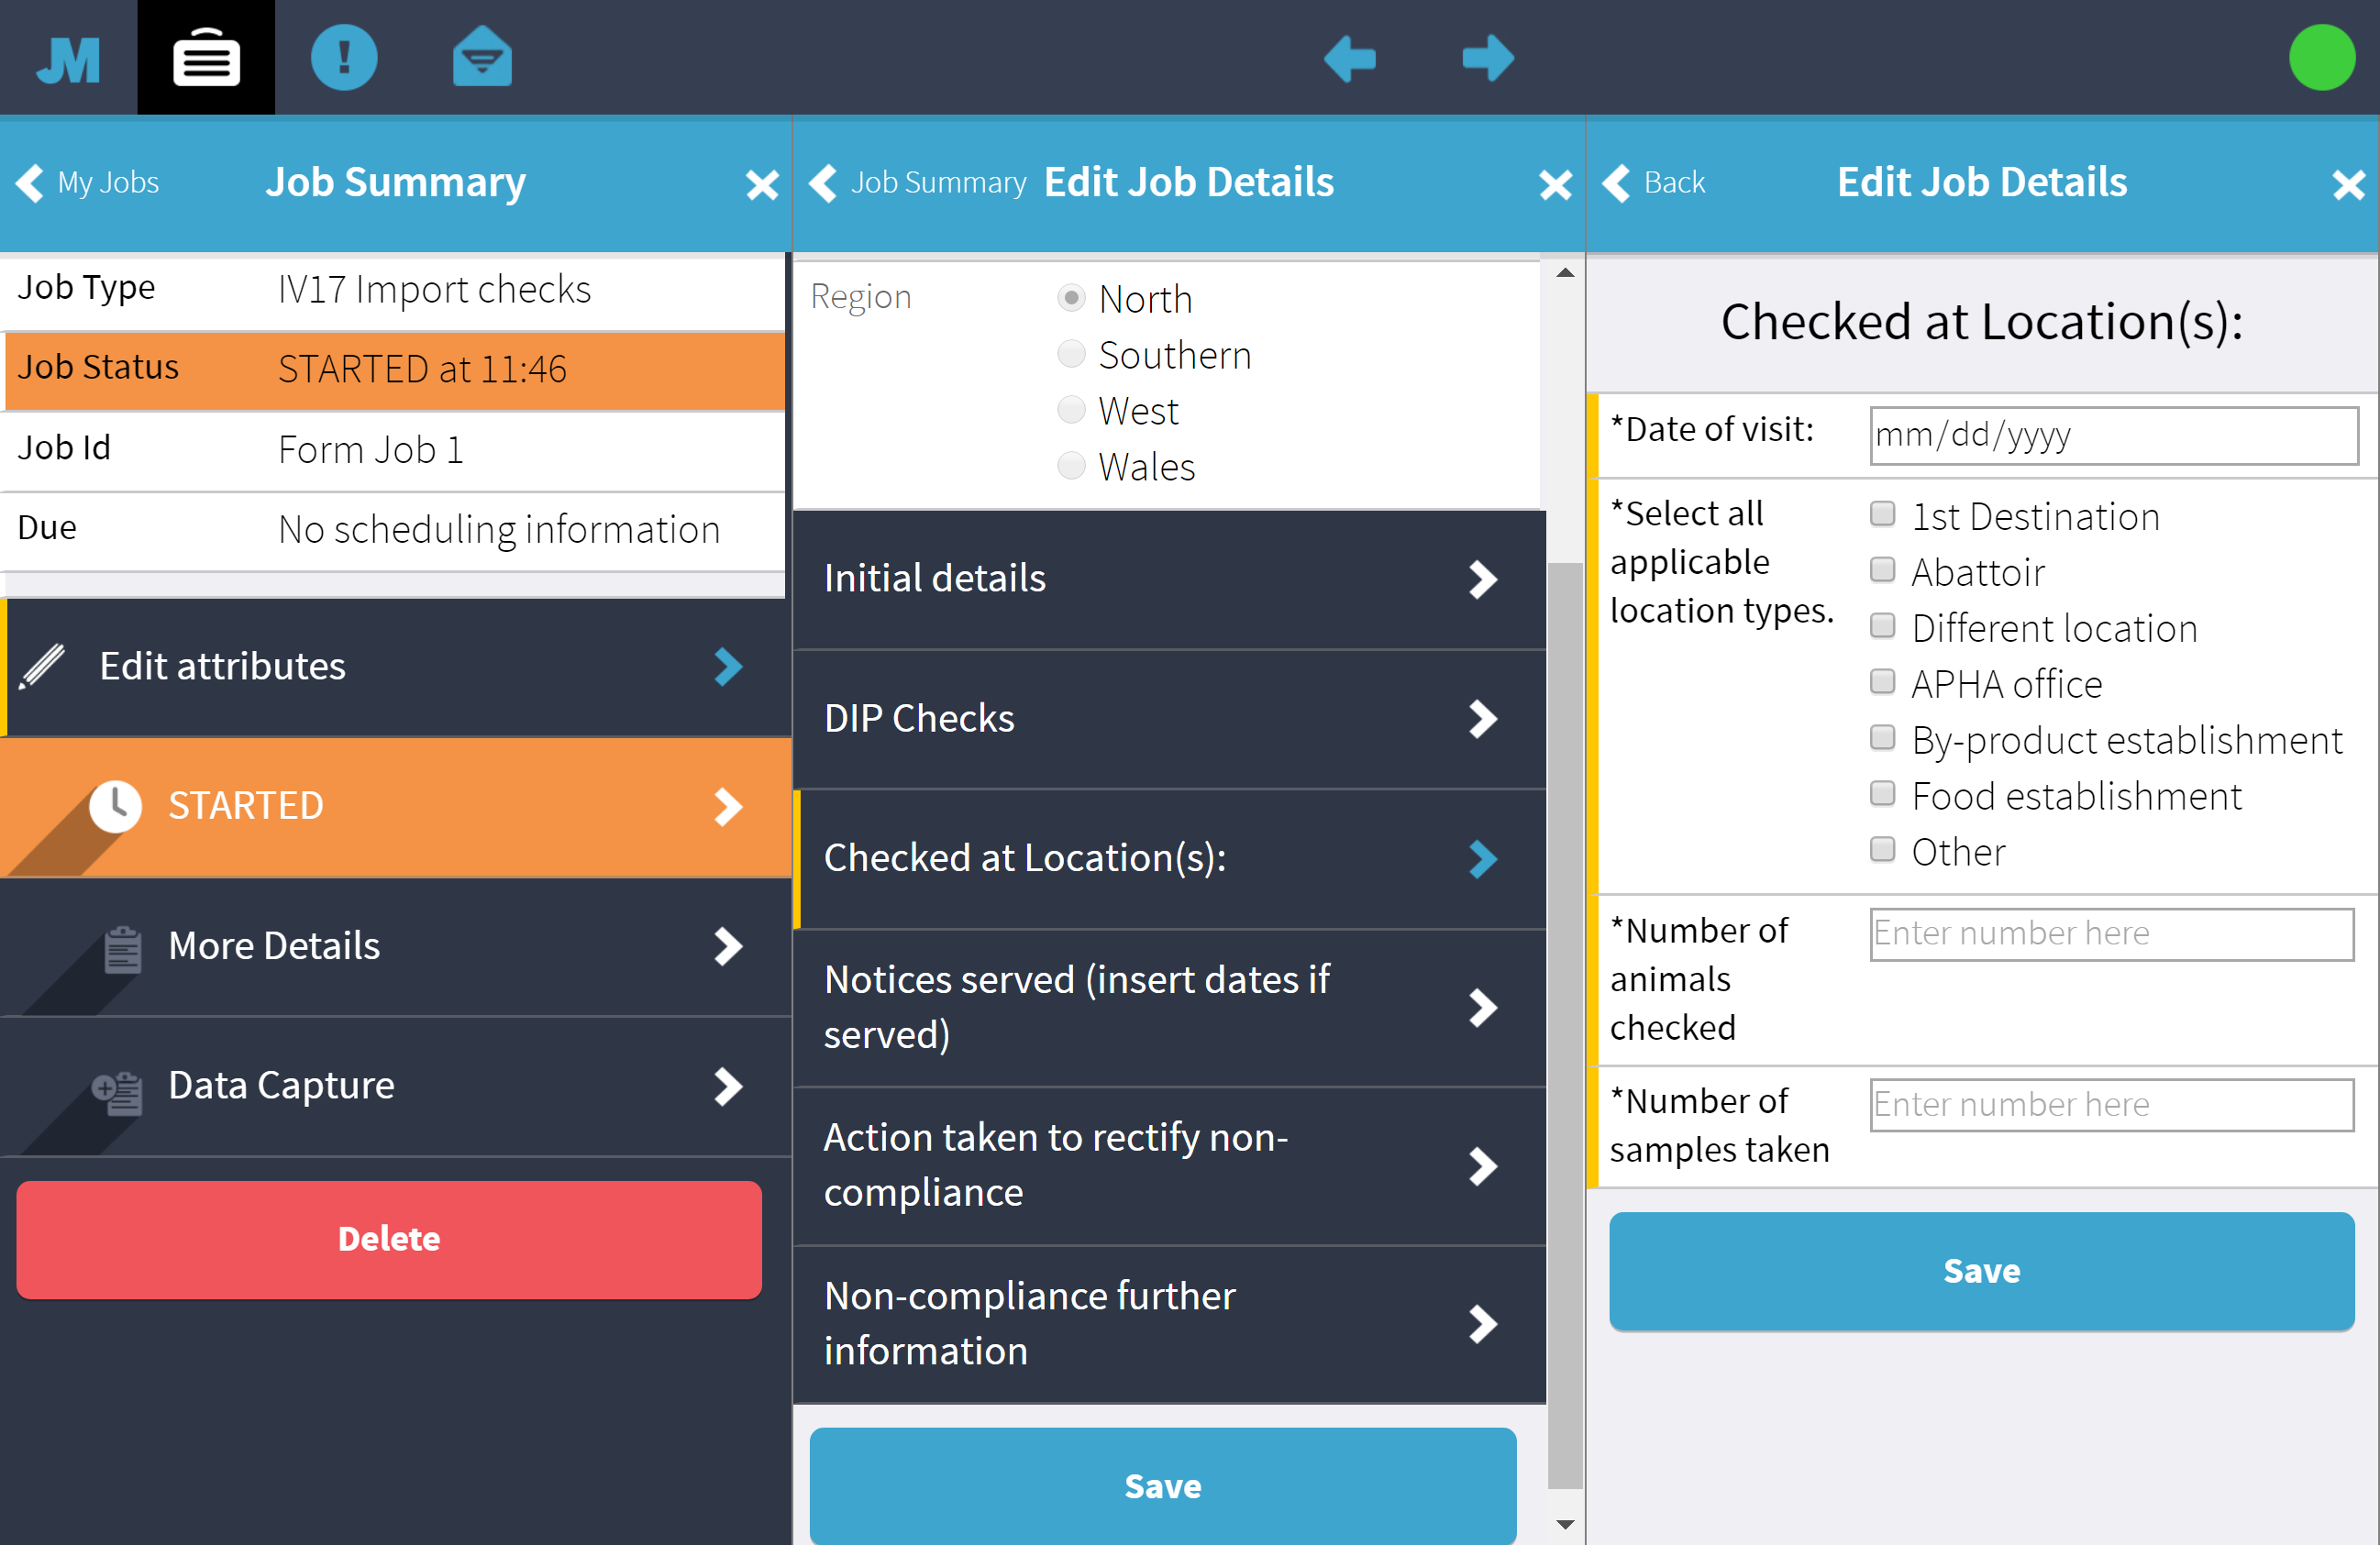 JM
My Jobs
Job Summary
Job Type
IV17 Import checks
Job Status
STARTED at 11:46
Job Id
Form Job 1
Due
No scheduling information
Edit attributes
STARTED
More Details
Data Capture
Delete
Job Summary
Edit Job Details
Region
North
Southern
West
Wales
Initial details
DIP Checks
Checked at Location(s):
Notices served (insert dates if
served)
Action taken to rectify non-
compliance
Non-compliance further
information
Save
Back
Edit Job Details
Checked at Location(s):
*Date of visit:
mm/dd/yyyy
*Select all
applicable
location types.
1st Destination
Abattoir
Different location
APHA office
By-product establishment
Food establishment
Other
*Number of
animals
checked
Enter number here
*Number of
samples taken
Enter number here
Save